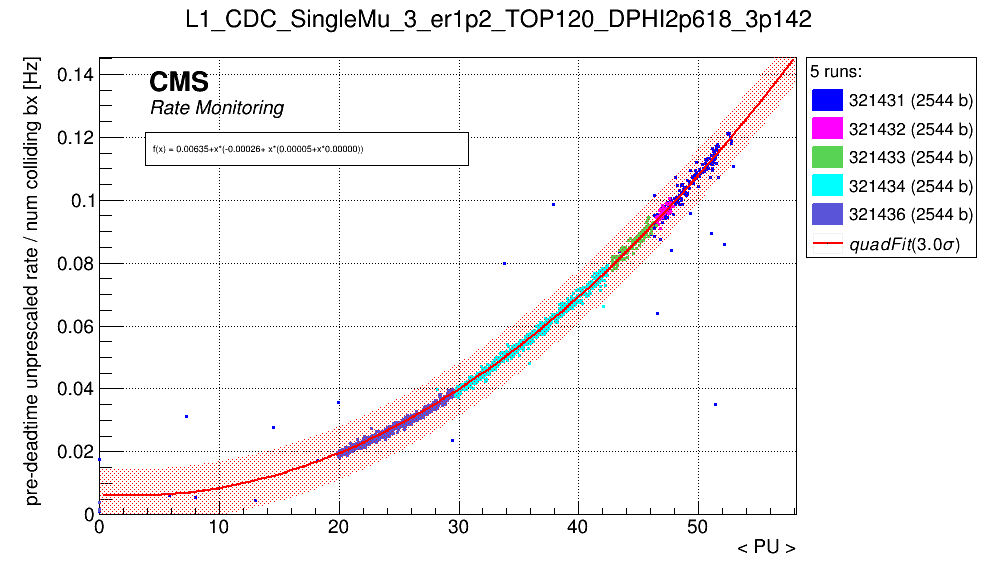 L1_CDC_SingleMu_3_er1p2_TOP120_DPHI2p618_3p142
pre-deadtime unprescaled rate / num colliding bx [Hz]
0.14
0.12
0.1
0.08
0.06
0.04
0.02
0
CMS
Rate Monitoring
f(x) = 0.00635+x*(-0.00026+ x*(0.00005+x*0.00000))
0 10 20 30 40 50
< PU >
5 runs:
321431 (2544 b)
321432 (2544 b)
321433 (2544 b)
321434 (2544 b)
321436 (2544 b)
quadFit(3.0σ)